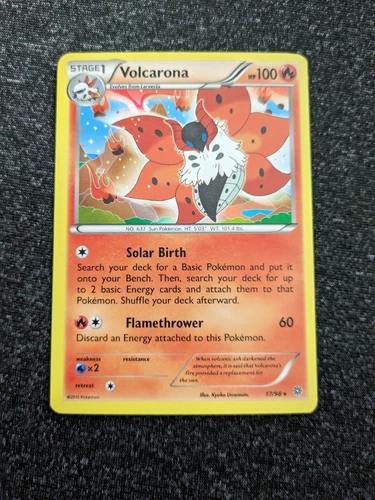 STAGE1 Volcarona HP100
Evolves from Larvesta
NO. 637 Sun Pokémon. HT. 5'03" WT. 101.4 lbs.
Solar Birth
Search your deck for a Basic Pokémon and put it
onto your Bench. Then, search your deck for up
to 2 basic Energy cards and attach them to that
Pokémon. Shuffle your deck afterward.
Flamethrower 60
Discard an Energy attached to this Pokémon.
weakness resistance
×2
retreat
When volcanic ash darkened the
atmosphere, it is said that Volcarona's
fire provided a replacement for
the sun.
©2015 Pokémon
Illus. Kyoko Umemoto
17/98 ★